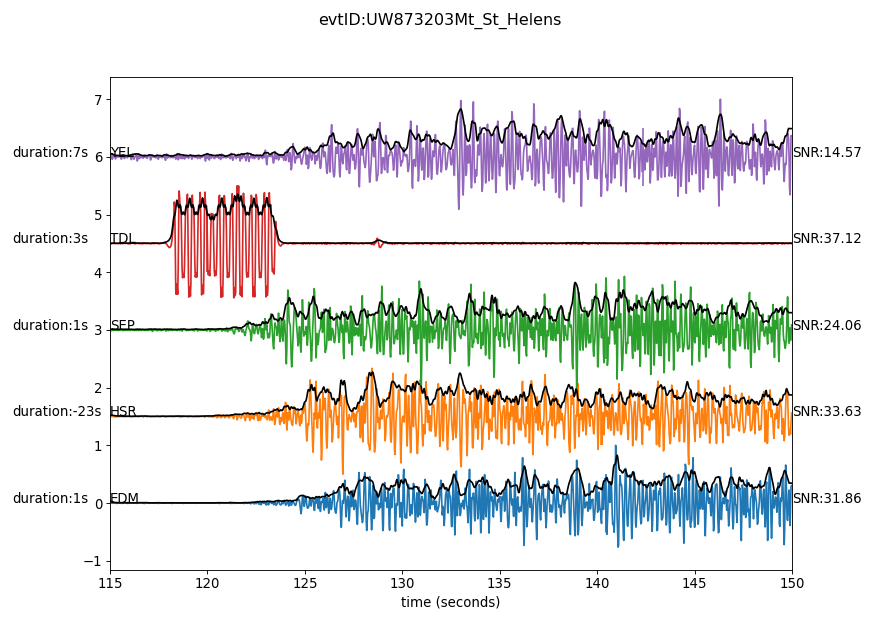 evtID:UW873203Mt_St_Helens
7
duration:7s YEL SNR:14.57
6
5
duration:3s TDL SNR:37.12
4
duration:1s SEP SNR:24.06
3
2
duration:-23s HSR SNR:33.63
1
duration:1s EDM SNR:31.86
0
−1
115 120 125 130 135 140 145 150
time (seconds)